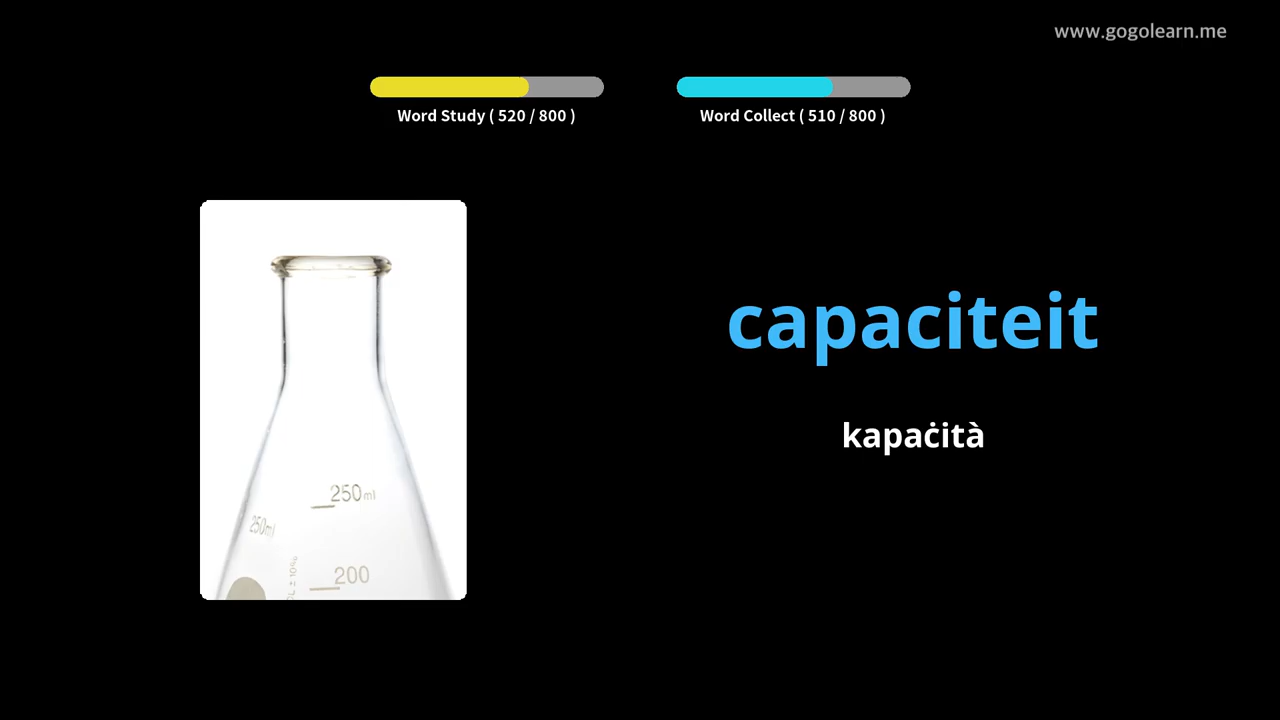 www.gogolearn.me
Word Study ( 520 / 800 )
Word Collect ( 510 / 800 )
capaciteit
kapaċità
250ml
250ml
200